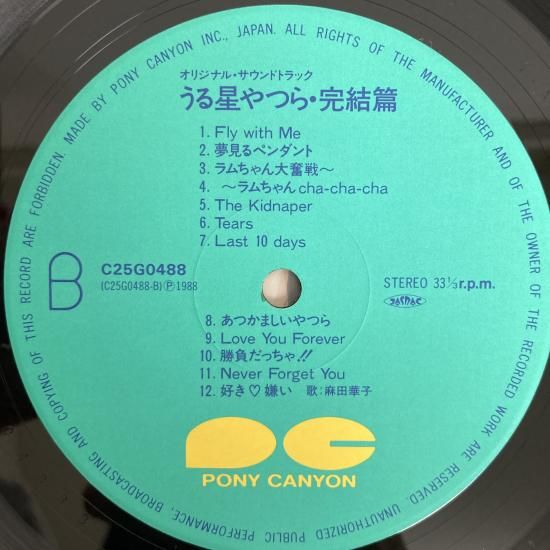 MADE BY PONY CANYON INC., JAPAN. ALL RIGHTS OF THE MANUFACTURER AND OF THE OWNER OF THE RECORDED WORK ARE RESERVED. UNAUTHORIZED PUBLIC PERFORMANCE, BROADCASTING AND COPYING OF THIS RECORD ARE FORBIDDEN.
オリジナル・サウンドトラック
うる星やつら・完結篇
1. Fly with Me
2. 夢見るペンダント
3. ラムちゃん大奮戦〜
4. 〜ラムちゃんcha-cha-cha
5. The Kidnaper
6. Tears
7. Last 10 days
B
C25G0488
(C25G0488-B)Ⓟ1988
STEREO 33⅓r.p.m.
JASRAC
8. あつかましいやつら
9. Love You Forever
10. 勝負だっちゃ!!
11. Never Forget You
12. 好き♡嫌い 歌:麻田華子
PC
PONY CANYON